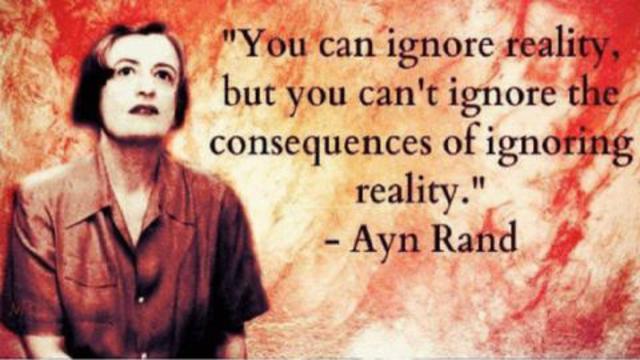 "You can ignore reality,
but you can't ignore the
consequences of ignoring
reality."
- Ayn Rand